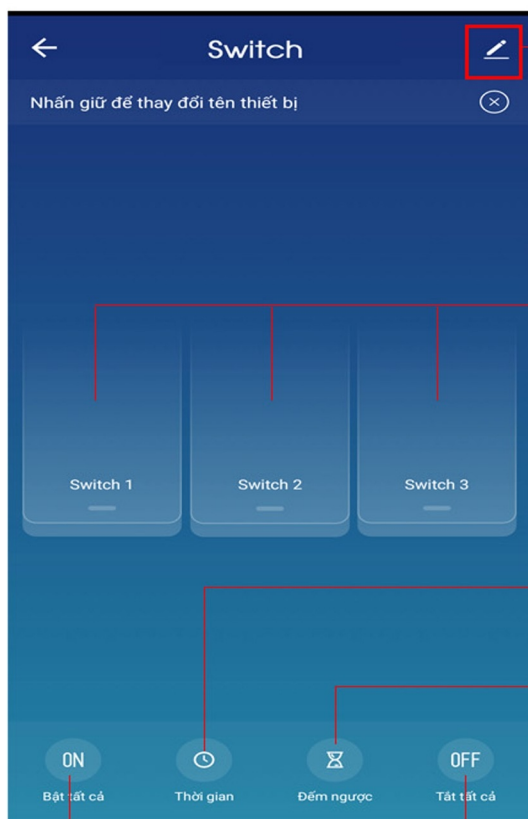 Switch
Nhấn giữ để thay đổi tên thiết bị
Switch 1 Switch 2 Switch 3
ON OFF
Bật tất cả Thời gian Đếm ngược Tắt tất cả